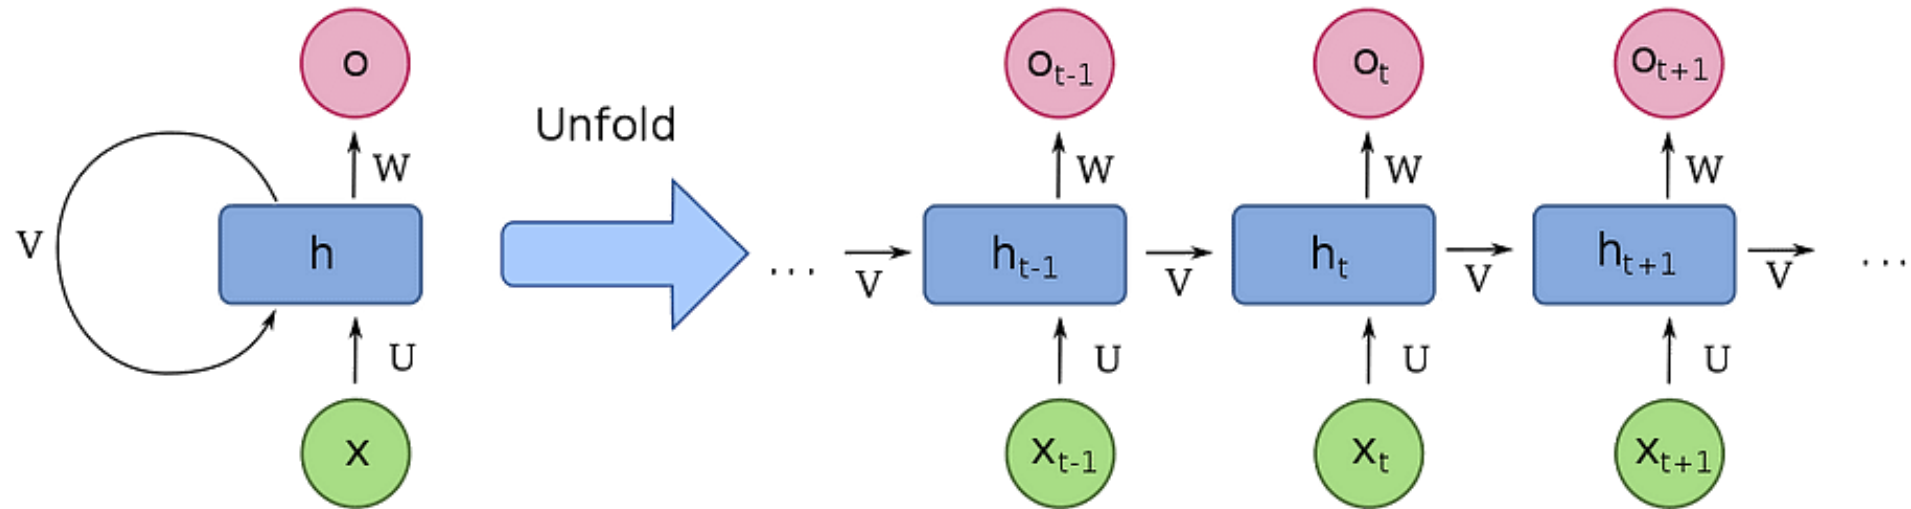 o
W
V
h
U
x
Unfold
...
V
o_{t-1}
W
h_{t-1}
U
x_{t-1}
V
o_t
W
h_t
U
x_t
V
o_{t+1}
W
h_{t+1}
U
x_{t+1}
V
...